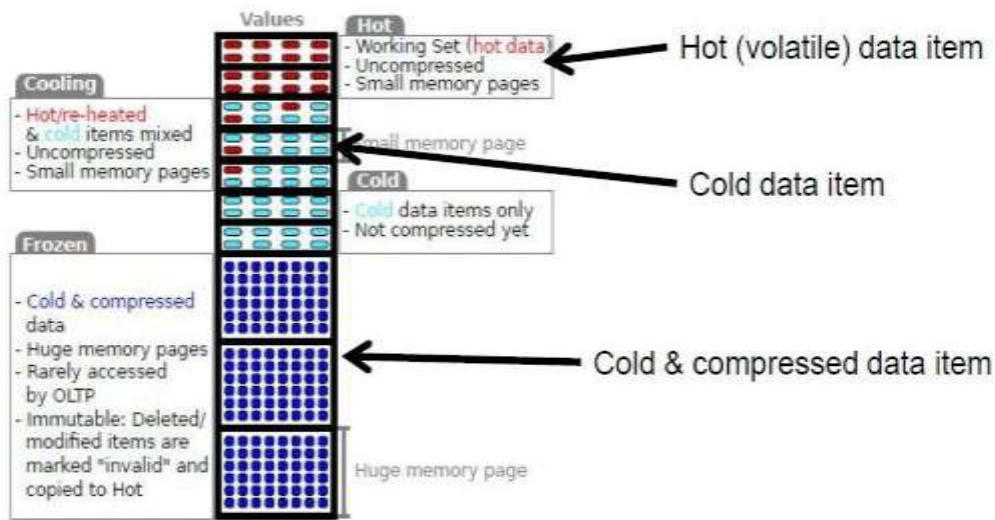 Values
Hot
- Working Set (hot data)
- Uncompressed
- Small memory pages
Hot (volatile) data item
Cooling
- Hot/re-heated
& cold items mixed
- Uncompressed
- Small memory pages
Small memory page
Cold data item
Cold
- Cold data items only
- Not compressed yet
Frozen
- Cold & compressed
data
- Huge memory pages
- Rarely accessed
by OLTP
- Immutable: Deleted/
modified items are
marked "invalid" and
copied to Hot
Cold & compressed data item
Huge memory page